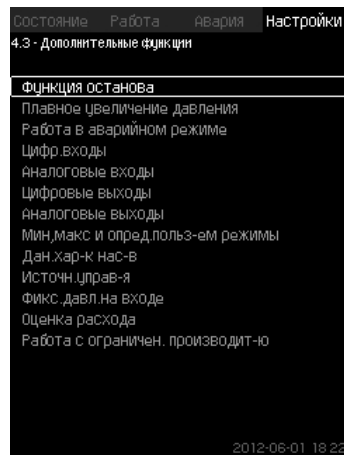 Состояние Работа Авария Настройки
4.3 - Дополнительные функции
Функция останова
Плавное увеличение давления
Работа в аварийном режиме
Цифр.входы
Аналоговые входы
Цифровые выходы
Аналоговые выходы
Мин,макс и опред.польз-ем режимы
Дан.хар-к нас-в
Источн.управ-я
Фикс.давл.на входе
Оценка расхода
Работа с ограничен. производит-ю
2012-06-01 18:22